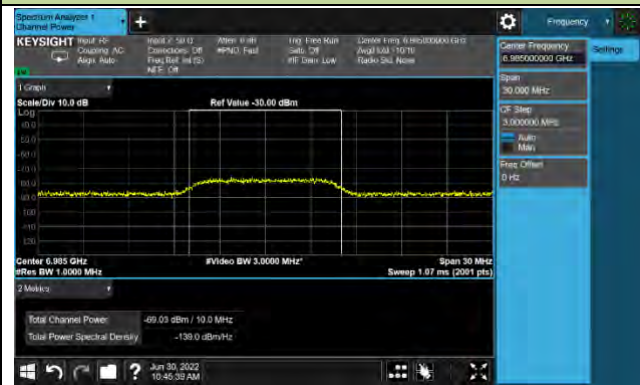 Spectrum Analyzer 1
Channel Power
Frequency
KEYSIGHT
Input: RF
Coupling: AC
Align: Auto
Input Z: 50 Ω
Corrections: Off
Freq Ref: Int (S)
NFE: Off
Atten: 0 dB
#PNO: Fast
Trig: Free Run
Gate: Off
#IF Gain: Low
Center Freq: 6.985000000 GHz
Avg|Hold: 10/10
Radio Std: None
Center Frequency
6.985000000 GHz
Settings
Span
30.000 MHz
CF Step
3.000000 MHz
Auto
Man
Freq Offset
0 Hz
1 Graph
Scale/Div 10.0 dB
Ref Value -30.00 dBm
Log
Center 6.985 GHz
#Video BW 3.0000 MHz*
Span 30 MHz
#Res BW 1.0000 MHz
Sweep 1.07 ms (2001 pts)
2 Metrics
Total Channel Power
-69.03 dBm / 10.0 MHz
Total Power Spectral Density
-139.0 dBm/Hz
?
Jun 30, 2022
10:45:39 AM